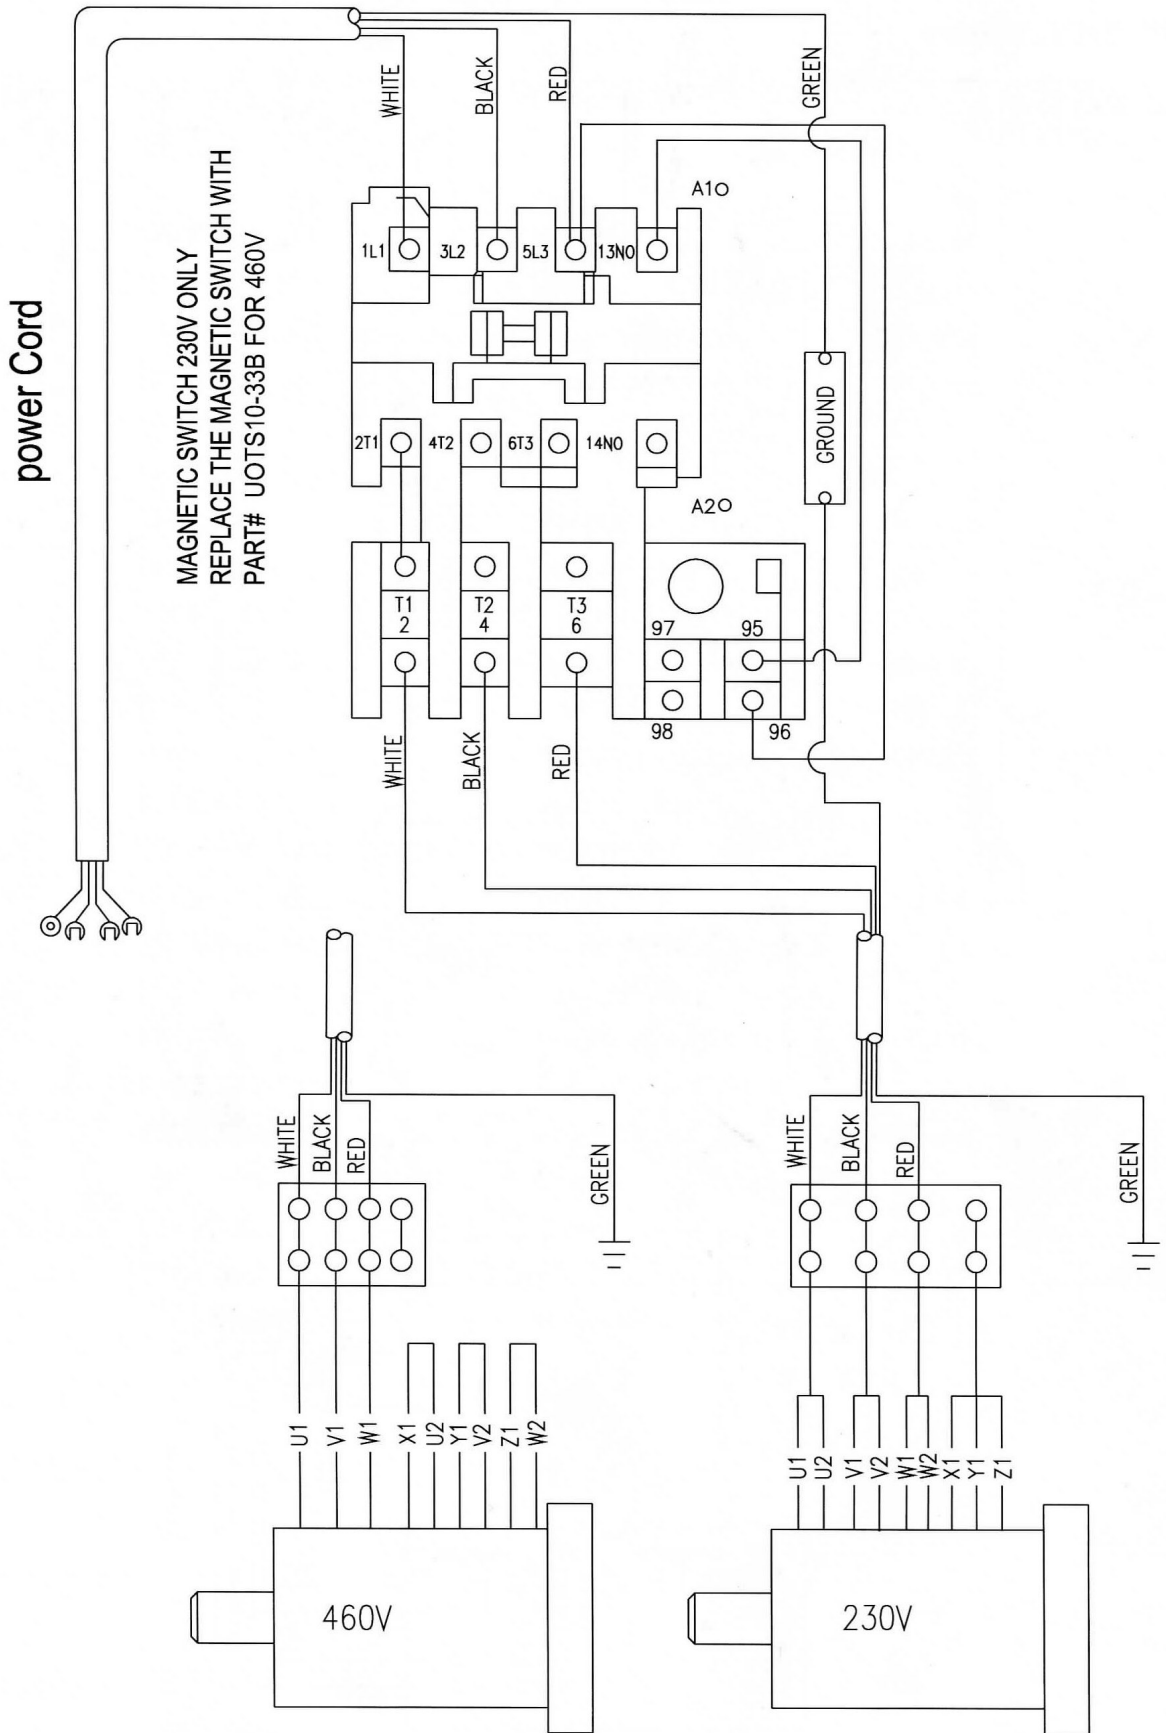 power Cord
MAGNETIC SWITCH 230V ONLY
REPLACE THE MAGNETIC SWITCH WITH
PART# UOTS10-33B FOR 460V
WHITE
BLACK
RED
GREEN
A1
1L1
3L2
5L3
13NO
2T1
4T2
6T3
14NO
A2
GROUND
T1
2
T2
4
T3
6
97
95
98
96
WHITE
BLACK
RED
WHITE
BLACK
RED
GREEN
U1
V1
W1
X1
U2
Y1
V2
Z1
W2
460V
WHITE
BLACK
RED
GREEN
U1
U2
V1
V2
W1
W2
X1
Y1
Z1
230V